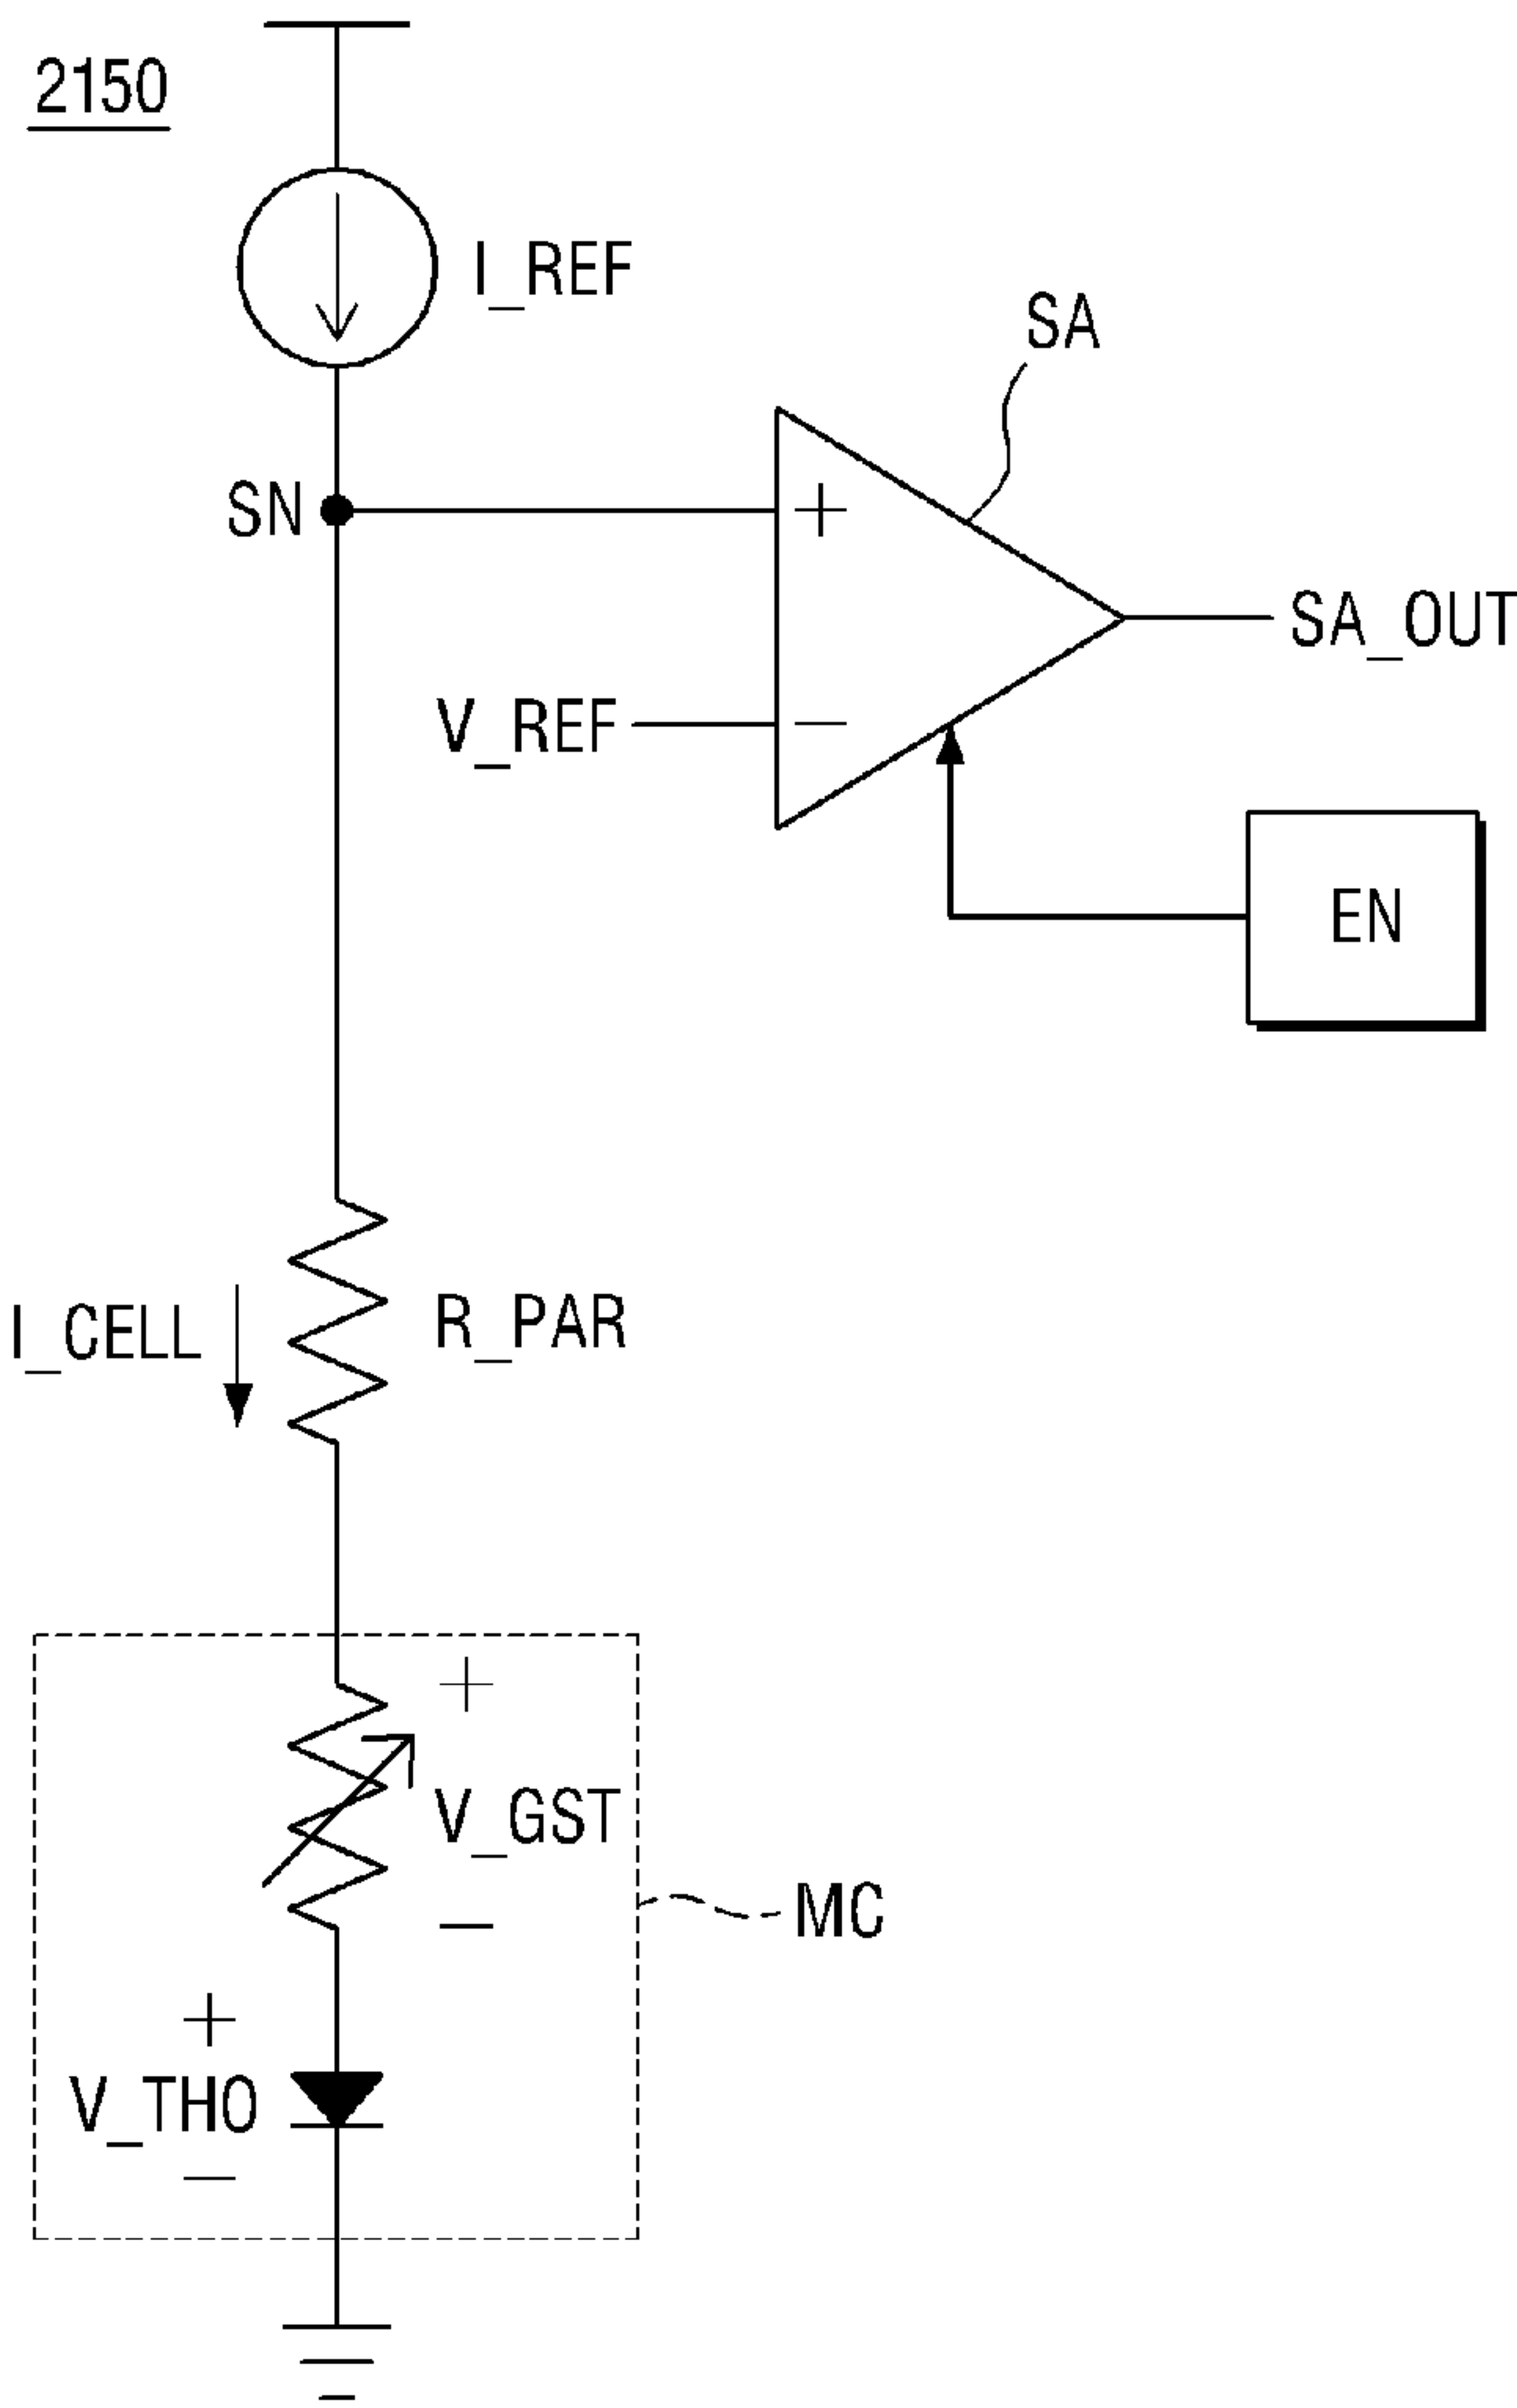 2150
I_REF
SA
SN
+
SA_OUT
V_REF
−
EN
I_CELL
R_PAR
+
V_GST
−
MC
+
V_THO
−